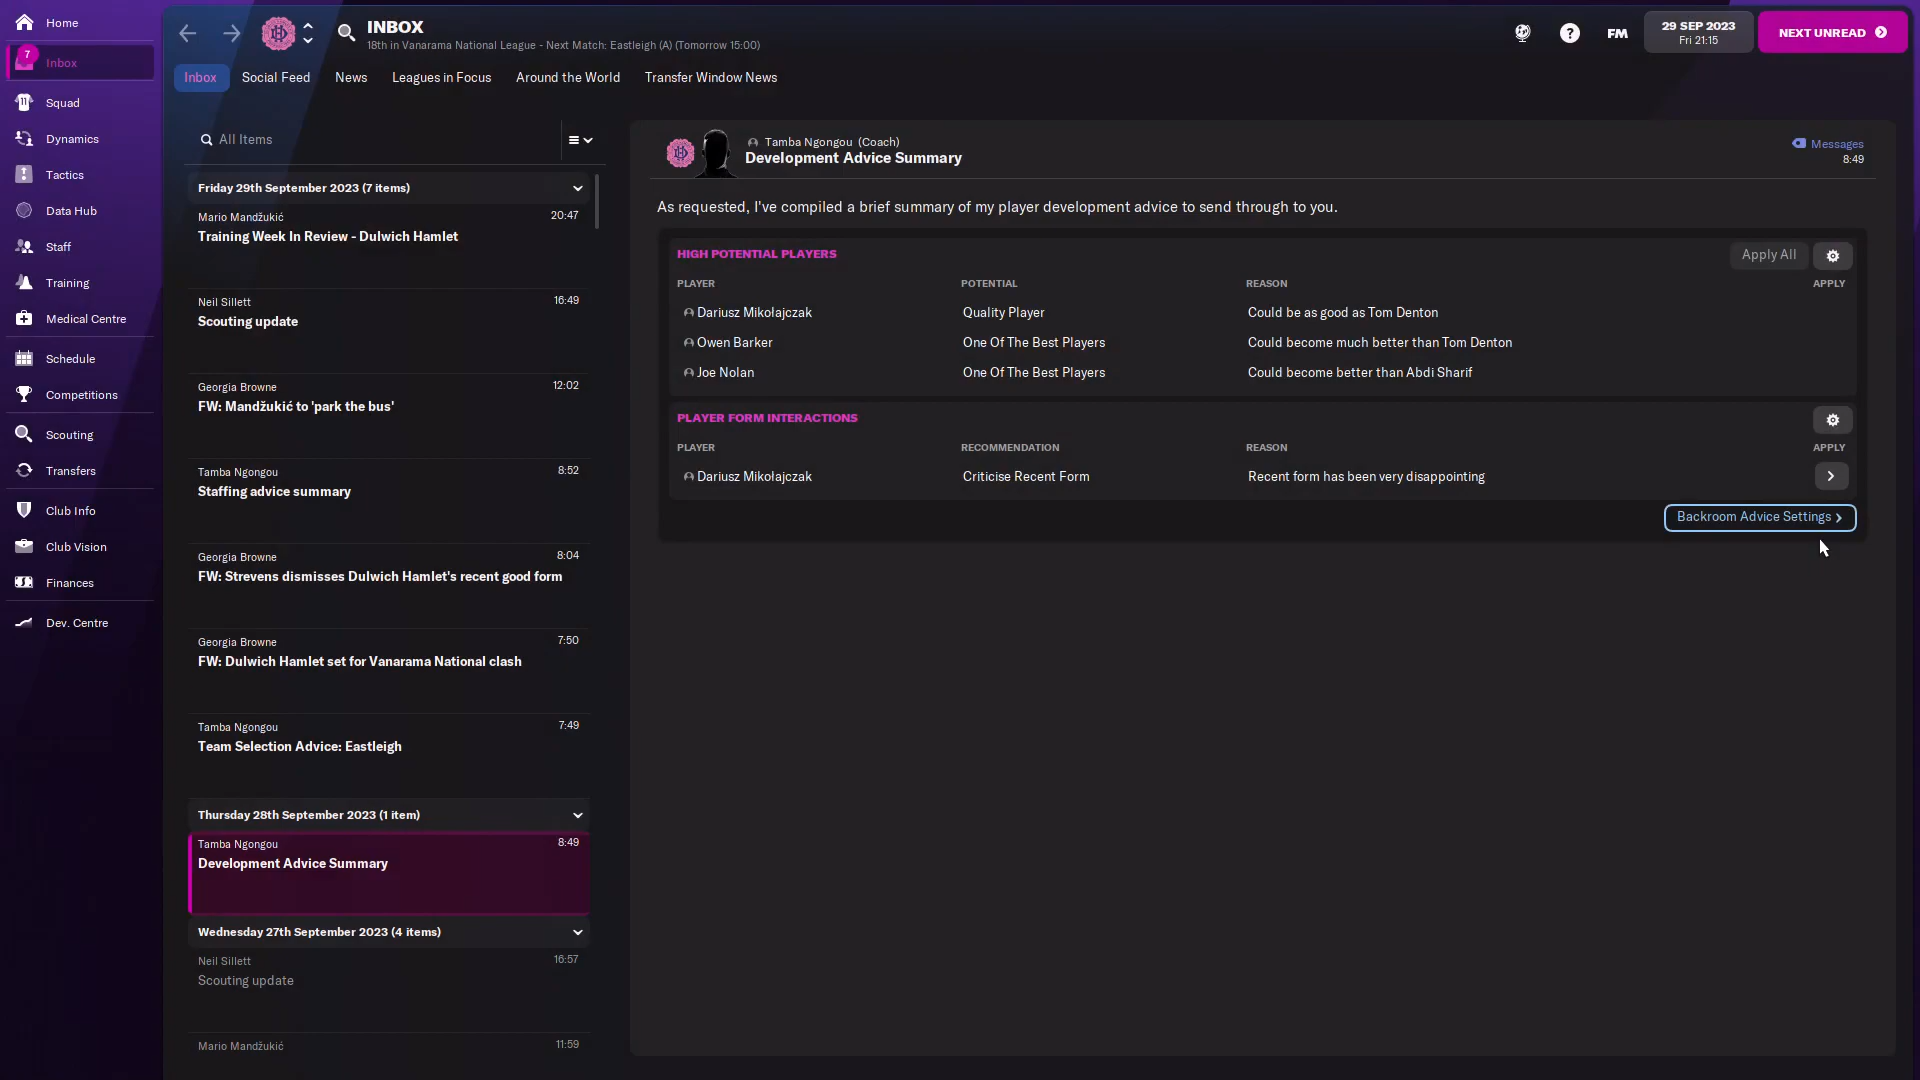 Home
7
Inbox
Squad
Dynamics
Tactics
Data Hub
Staff
Training
Medical Centre
Schedule
Competitions
Scouting
Transfers
Club Info
Club Vision
Finances
Dev. Centre
INBOX
18th in Vanarama National League - Next Match: Eastleigh (A) (Tomorrow 15:00)
?
FM
29 SEP 2023
Fri 21:15
NEXT UNREAD
Inbox
Social Feed
News
Leagues in Focus
Around the World
Transfer Window News
All Items
Friday 29th September 2023 (7 items)
Mario Mandžukić 20:47
Training Week In Review - Dulwich Hamlet
Neil Sillett 16:49
Scouting update
Georgia Browne 12:02
FW: Mandžukić to 'park the bus'
Tamba Ngongou 8:52
Staffing advice summary
Georgia Browne 8:04
FW: Strevens dismisses Dulwich Hamlet's recent good form
Georgia Browne 7:50
FW: Dulwich Hamlet set for Vanarama National clash
Tamba Ngongou 7:49
Team Selection Advice: Eastleigh
Thursday 28th September 2023 (1 item)
Tamba Ngongou 8:49
Development Advice Summary
Wednesday 27th September 2023 (4 items)
Neil Sillett 16:57
Scouting update
Mario Mandžukić 11:59
Tamba Ngongou (Coach)
Development Advice Summary
Messages
8:49
As requested, I've compiled a brief summary of my player development advice to send through to you.
HIGH POTENTIAL PLAYERS
Apply All
PLAYER POTENTIAL REASON APPLY
Dariusz Mikołajczak Quality Player Could be as good as Tom Denton
Owen Barker One Of The Best Players Could become much better than Tom Denton
Joe Nolan One Of The Best Players Could become better than Abdi Sharif
PLAYER FORM INTERACTIONS
PLAYER RECOMMENDATION REASON APPLY
Dariusz Mikołajczak Criticise Recent Form Recent form has been very disappointing
Backroom Advice Settings